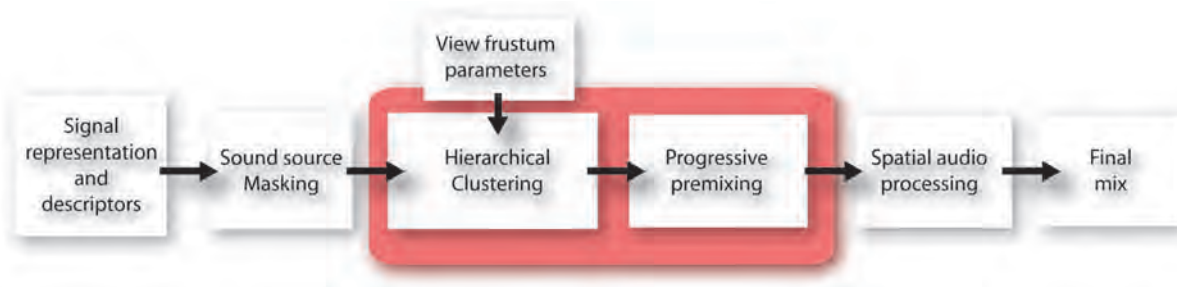 View frustum
parameters
Signal
representation
and
descriptors
Sound source
Masking
Hierarchical
Clustering
Progressive
premixing
Spatial audio
processing
Final
mix